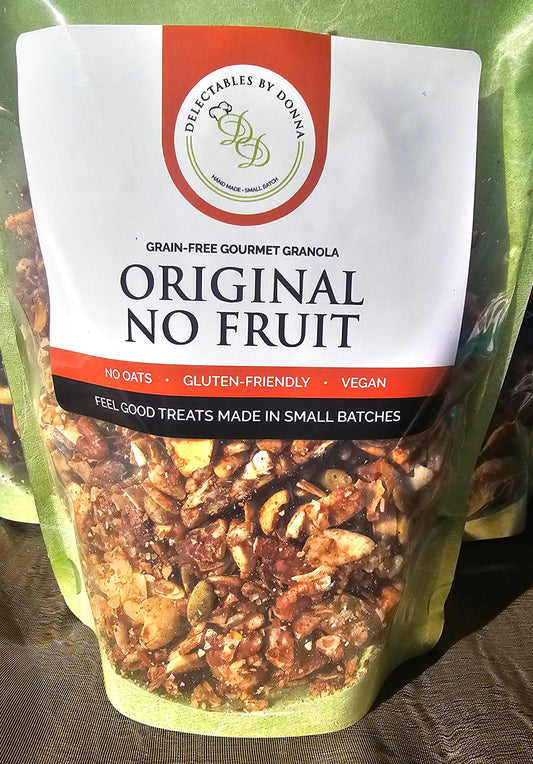 DELECTABLES BY DONNA
DD
HAND MADE • SMALL BATCH
GRAIN-FREE GOURMET GRANOLA
ORIGINAL
NO FRUIT
NO OATS • GLUTEN-FRIENDLY • VEGAN
FEEL GOOD TREATS MADE IN SMALL BATCHES